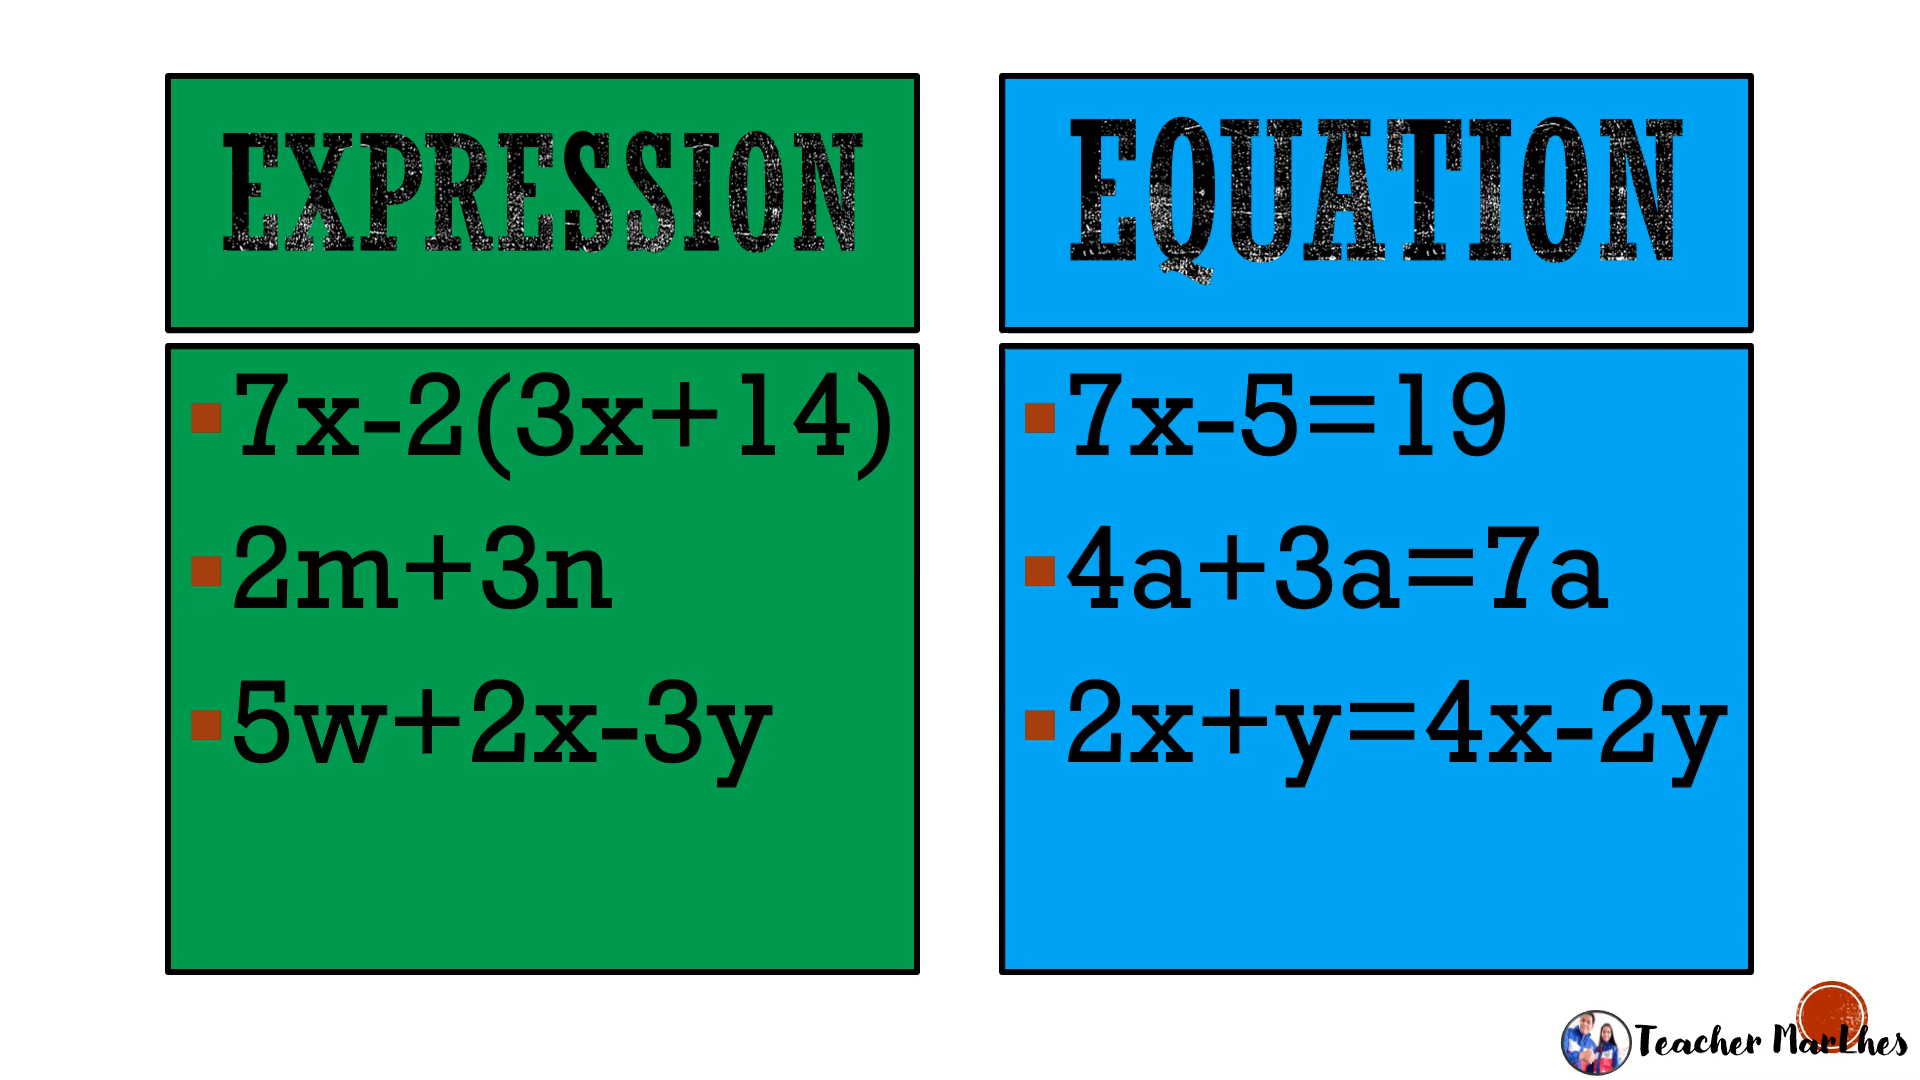 EXPRESSION
7x-2(3x+14)
2m+3n
5w+2x-3y
EQUATION
7x-5=19
4a+3a=7a
2x+y=4x-2y
Teacher MarLhes